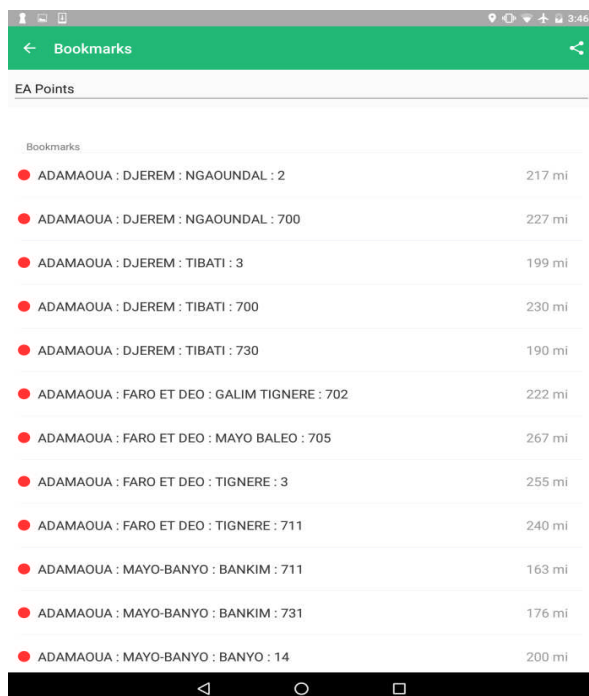 3:46
Bookmarks
EA Points
Bookmarks
ADAMAOUA : DJEREM : NGAOUNDAL : 2 217 mi
ADAMAOUA : DJEREM : NGAOUNDAL : 700 227 mi
ADAMAOUA : DJEREM : TIBATI : 3 199 mi
ADAMAOUA : DJEREM : TIBATI : 700 230 mi
ADAMAOUA : DJEREM : TIBATI : 730 190 mi
ADAMAOUA : FARO ET DEO : GALIM TIGNERE : 702 222 mi
ADAMAOUA : FARO ET DEO : MAYO BALEO : 705 267 mi
ADAMAOUA : FARO ET DEO : TIGNERE : 3 255 mi
ADAMAOUA : FARO ET DEO : TIGNERE : 711 240 mi
ADAMAOUA : MAYO-BANYO : BANKIM : 711 163 mi
ADAMAOUA : MAYO-BANYO : BANKIM : 731 176 mi
ADAMAOUA : MAYO-BANYO : BANYO : 14 200 mi